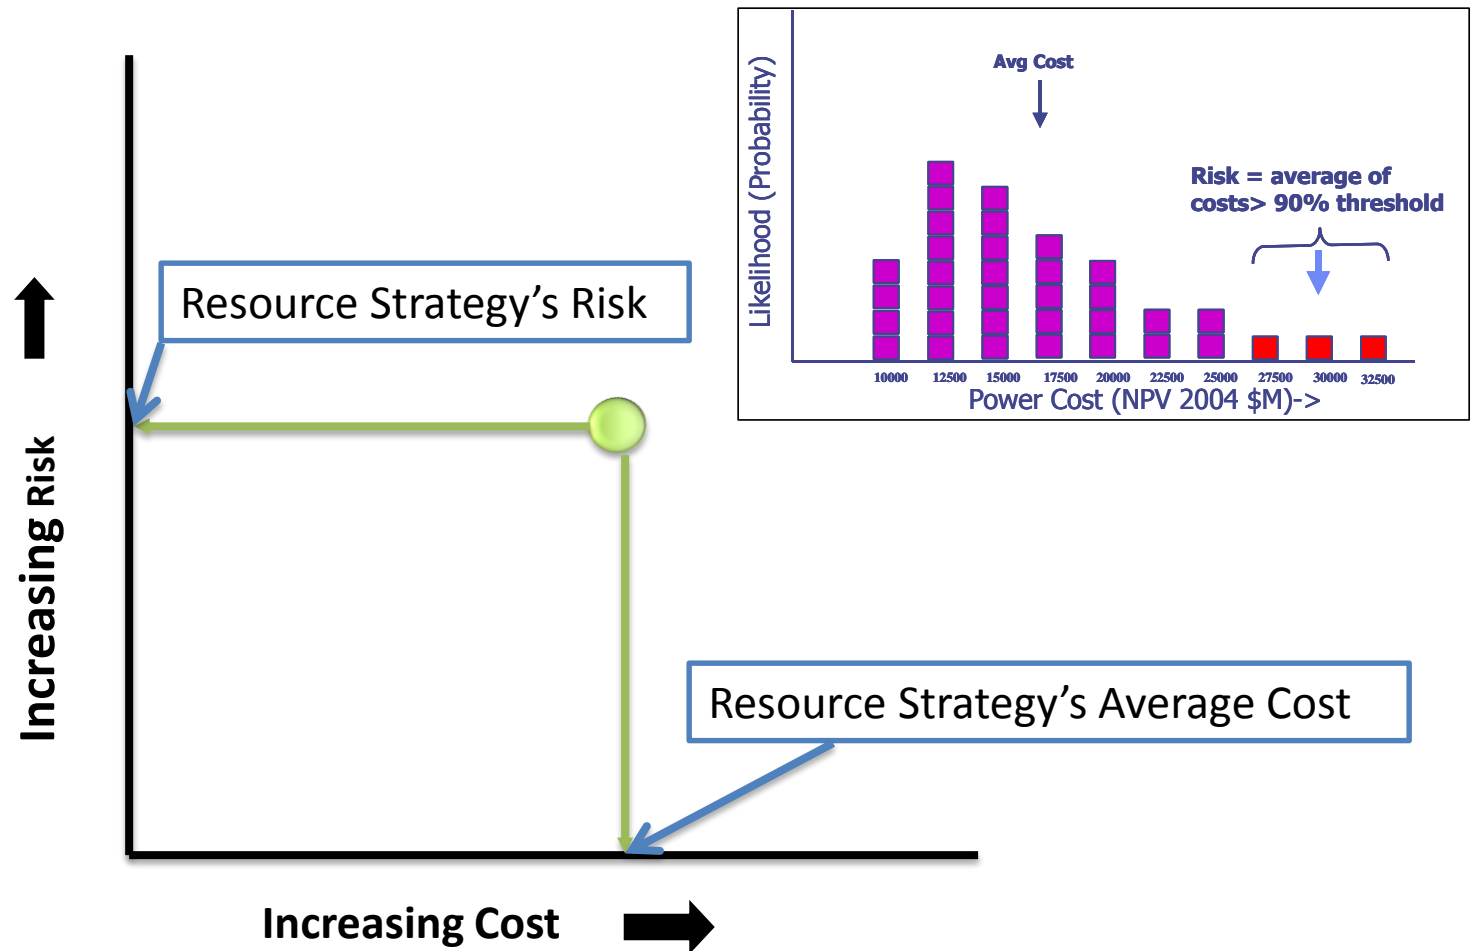 Avg Cost
Likelihood (Probability)
Risk = average of
costs> 90% threshold
10000 12500 15000 17500 20000 22500 25000 27500 30000 32500
Power Cost (NPV 2004 $M)->
Resource Strategy’s Risk
Increasing Risk
Resource Strategy’s Average Cost
Increasing Cost